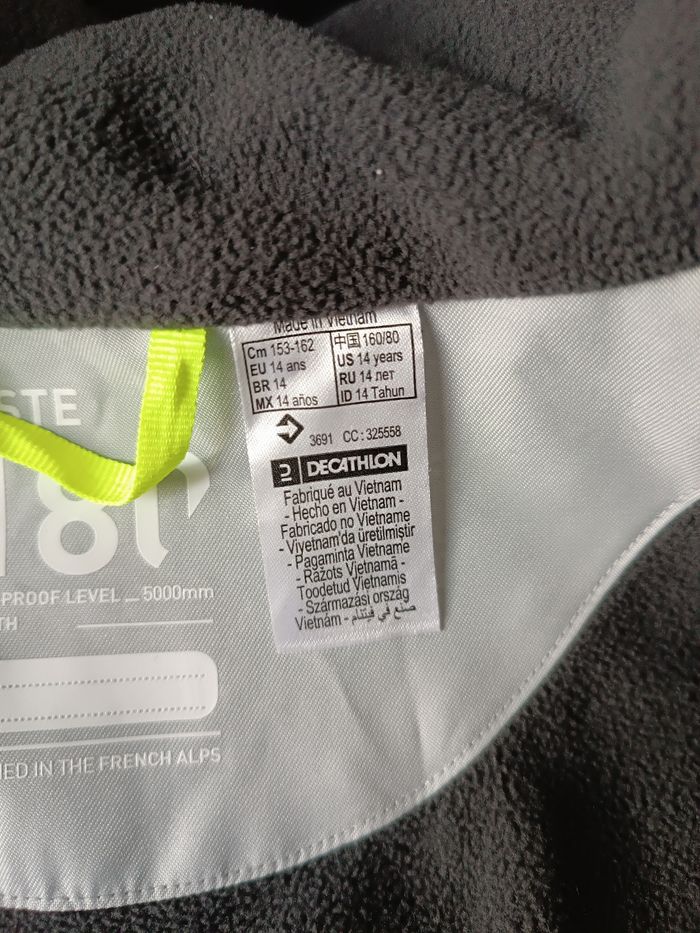 Made in Vietnam
Cm 153-162
EU 14 ans
BR 14
MX 14 años
中国 160/80
US 14 years
RU 14 лет
ID 14 Tahun
3691 CC: 325558
DECATHLON
Fabriqué au Vietnam
- Hecho en Vietnam -
Fabricado no Vietname
- Viyetnam'da üretilmiştir
- Pagaminta Vietname
- Ražots Vjetnamā -
Toodetud Vietnamis
- Származási ország
Vietnám - صنع في فيتنام
STE
180
PROOF LEVEL _ 5000mm
TH
NED IN THE FRENCH ALPS